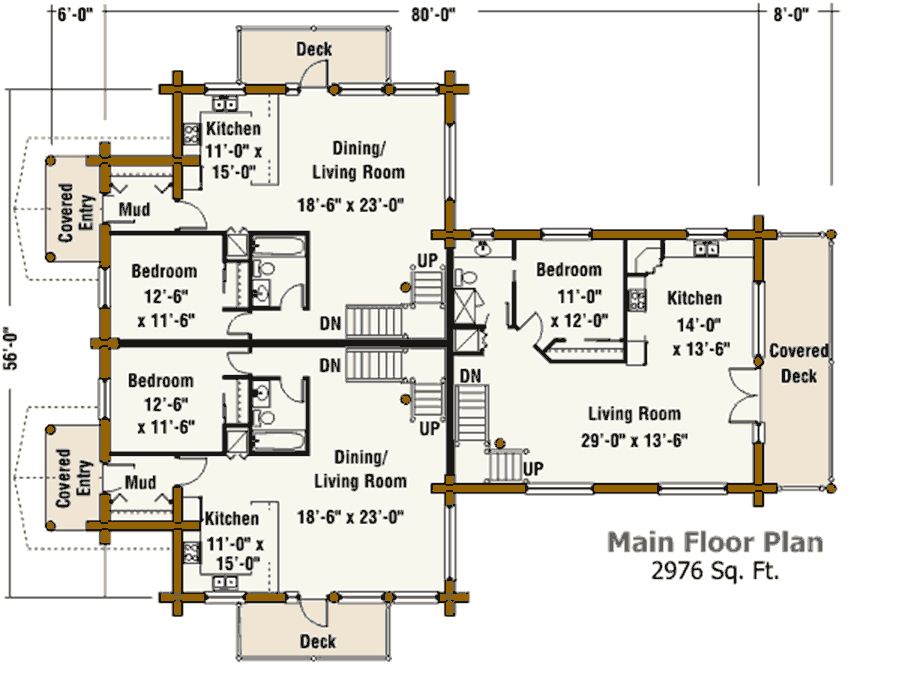 6'-0"
80'-0"
8'-0"
56'-0"
Deck
Kitchen
11'-0" x
15'-0"
Dining/
Living Room
18'-6" x 23'-0"
Covered
Entry
Mud
Bedroom
12'-6"
x 11'-6"
UP
DN
Bedroom
11'-0"
x 12'-0"
Kitchen
14'-0"
x 13'-6"
Covered
Deck
Bedroom
12'-6"
x 11'-6"
DN
UP
DN
UP
Living Room
29'-0" x 13'-6"
Covered
Entry
Mud
Dining/
Living Room
18'-6" x 23'-0"
Kitchen
11'-0" x
15'-0"
Deck
Main Floor Plan
2976 Sq. Ft.